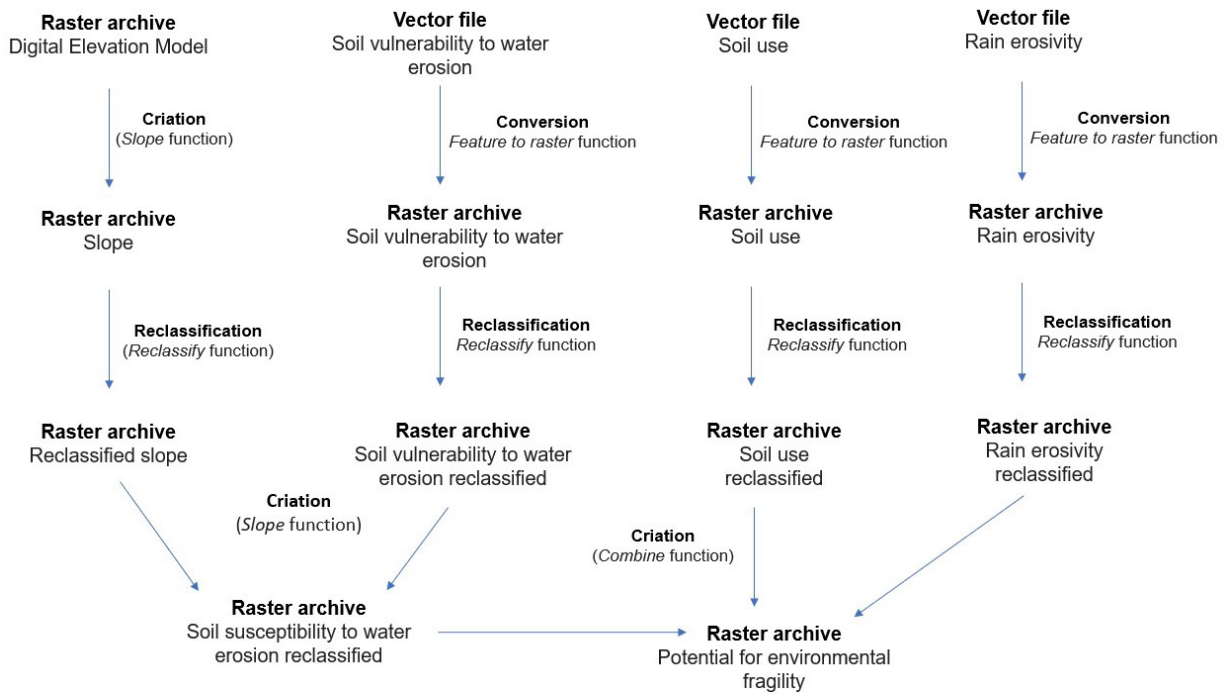 Raster archive
Digital Elevation Model
Vector file
Soil vulnerability to water
erosion
Vector file
Soil use
Vector file
Rain erosivity
Criation
(Slope function)
Conversion
Feature to raster function
Conversion
Feature to raster function
Conversion
Feature to raster function
Raster archive
Slope
Raster archive
Soil vulnerability to water
erosion
Raster archive
Soil use
Raster archive
Rain erosivity
Reclassification
(Reclassify function)
Reclassification
Reclassify function
Reclassification
Reclassify function
Reclassification
Reclassify function
Raster archive
Reclassified slope
Raster archive
Soil vulnerability to water
erosion reclassified
Raster archive
Soil use
reclassified
Raster archive
Rain erosivity
reclassified
Criation
(Slope function)
Criation
(Combine function)
Raster archive
Soil susceptibility to water
erosion reclassified
Raster archive
Potential for environmental
fragility